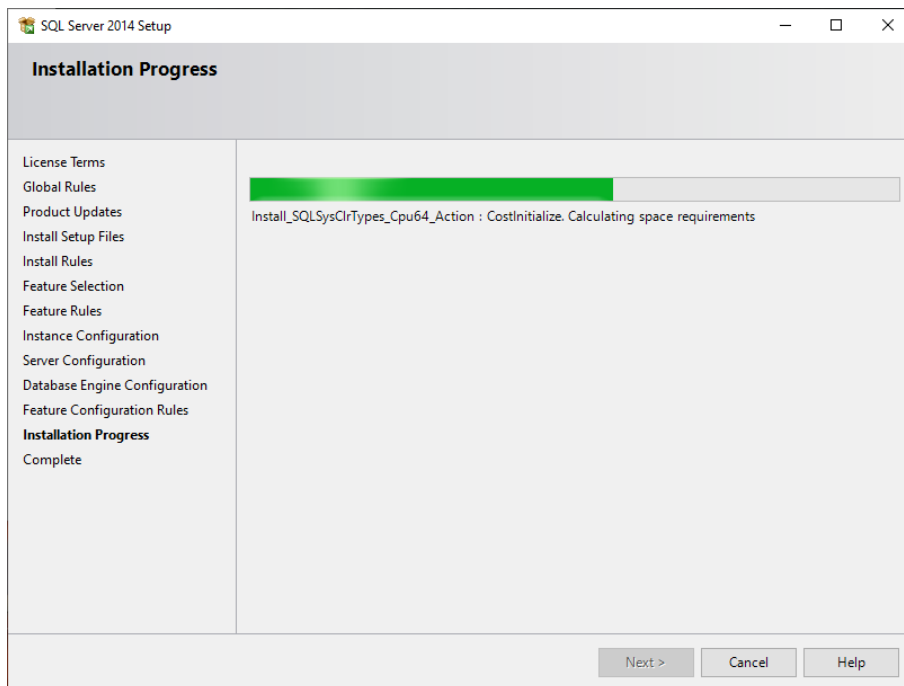 SQL Server 2014 Setup
Installation Progress
License Terms
Global Rules
Product Updates
Install Setup Files
Install Rules
Feature Selection
Feature Rules
Instance Configuration
Server Configuration
Database Engine Configuration
Feature Configuration Rules
Installation Progress
Complete
Install_SQLSysClrTypes_Cpu64_Action : CostInitialize. Calculating space requirements
Next >
Cancel
Help